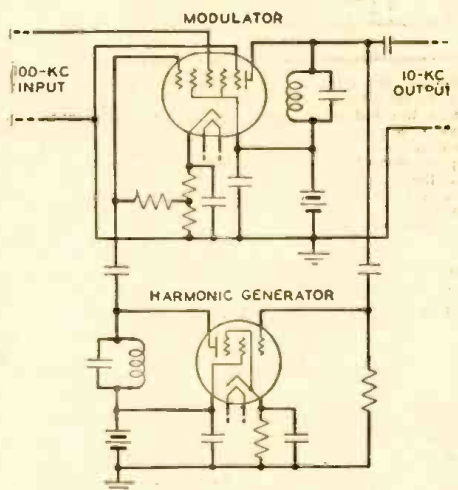 MODULATOR
100-KC
INPUT
10-KC
OUTPUT
HARMONIC GENERATOR